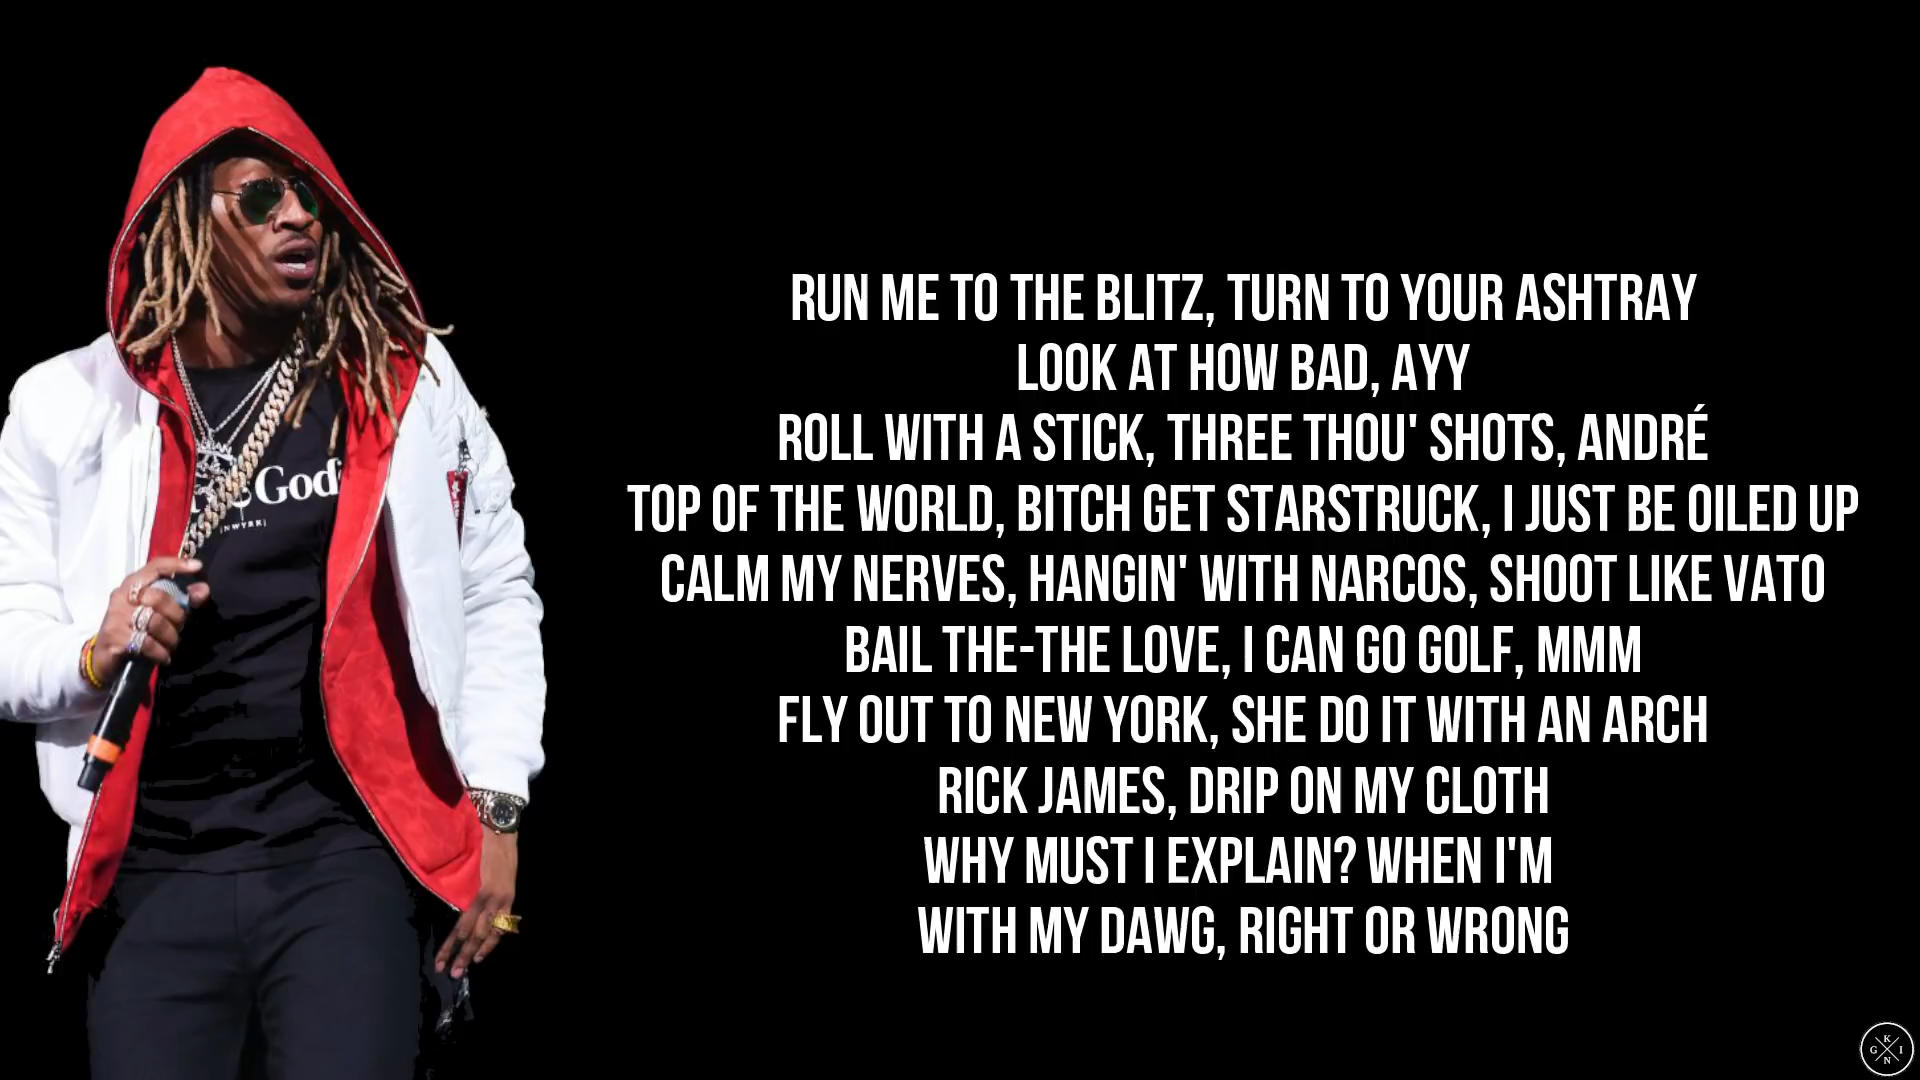 RUN ME TO THE BLITZ, TURN TO YOUR ASHTRAY
LOOK AT HOW BAD, AYY
ROLL WITH A STICK, THREE THOU' SHOTS, ANDRÉ
TOP OF THE WORLD, BITCH GET STARSTRUCK, I JUST BE OILED UP
CALM MY NERVES, HANGIN' WITH NARCOS, SHOOT LIKE VATO
BAIL THE-THE LOVE, I CAN GO GOLF, MMM
FLY OUT TO NEW YORK, SHE DO IT WITH AN ARCH
RICK JAMES, DRIP ON MY CLOTH
WHY MUST I EXPLAIN? WHEN I'M
WITH MY DAWG, RIGHT OR WRONG
God
K
G I
N